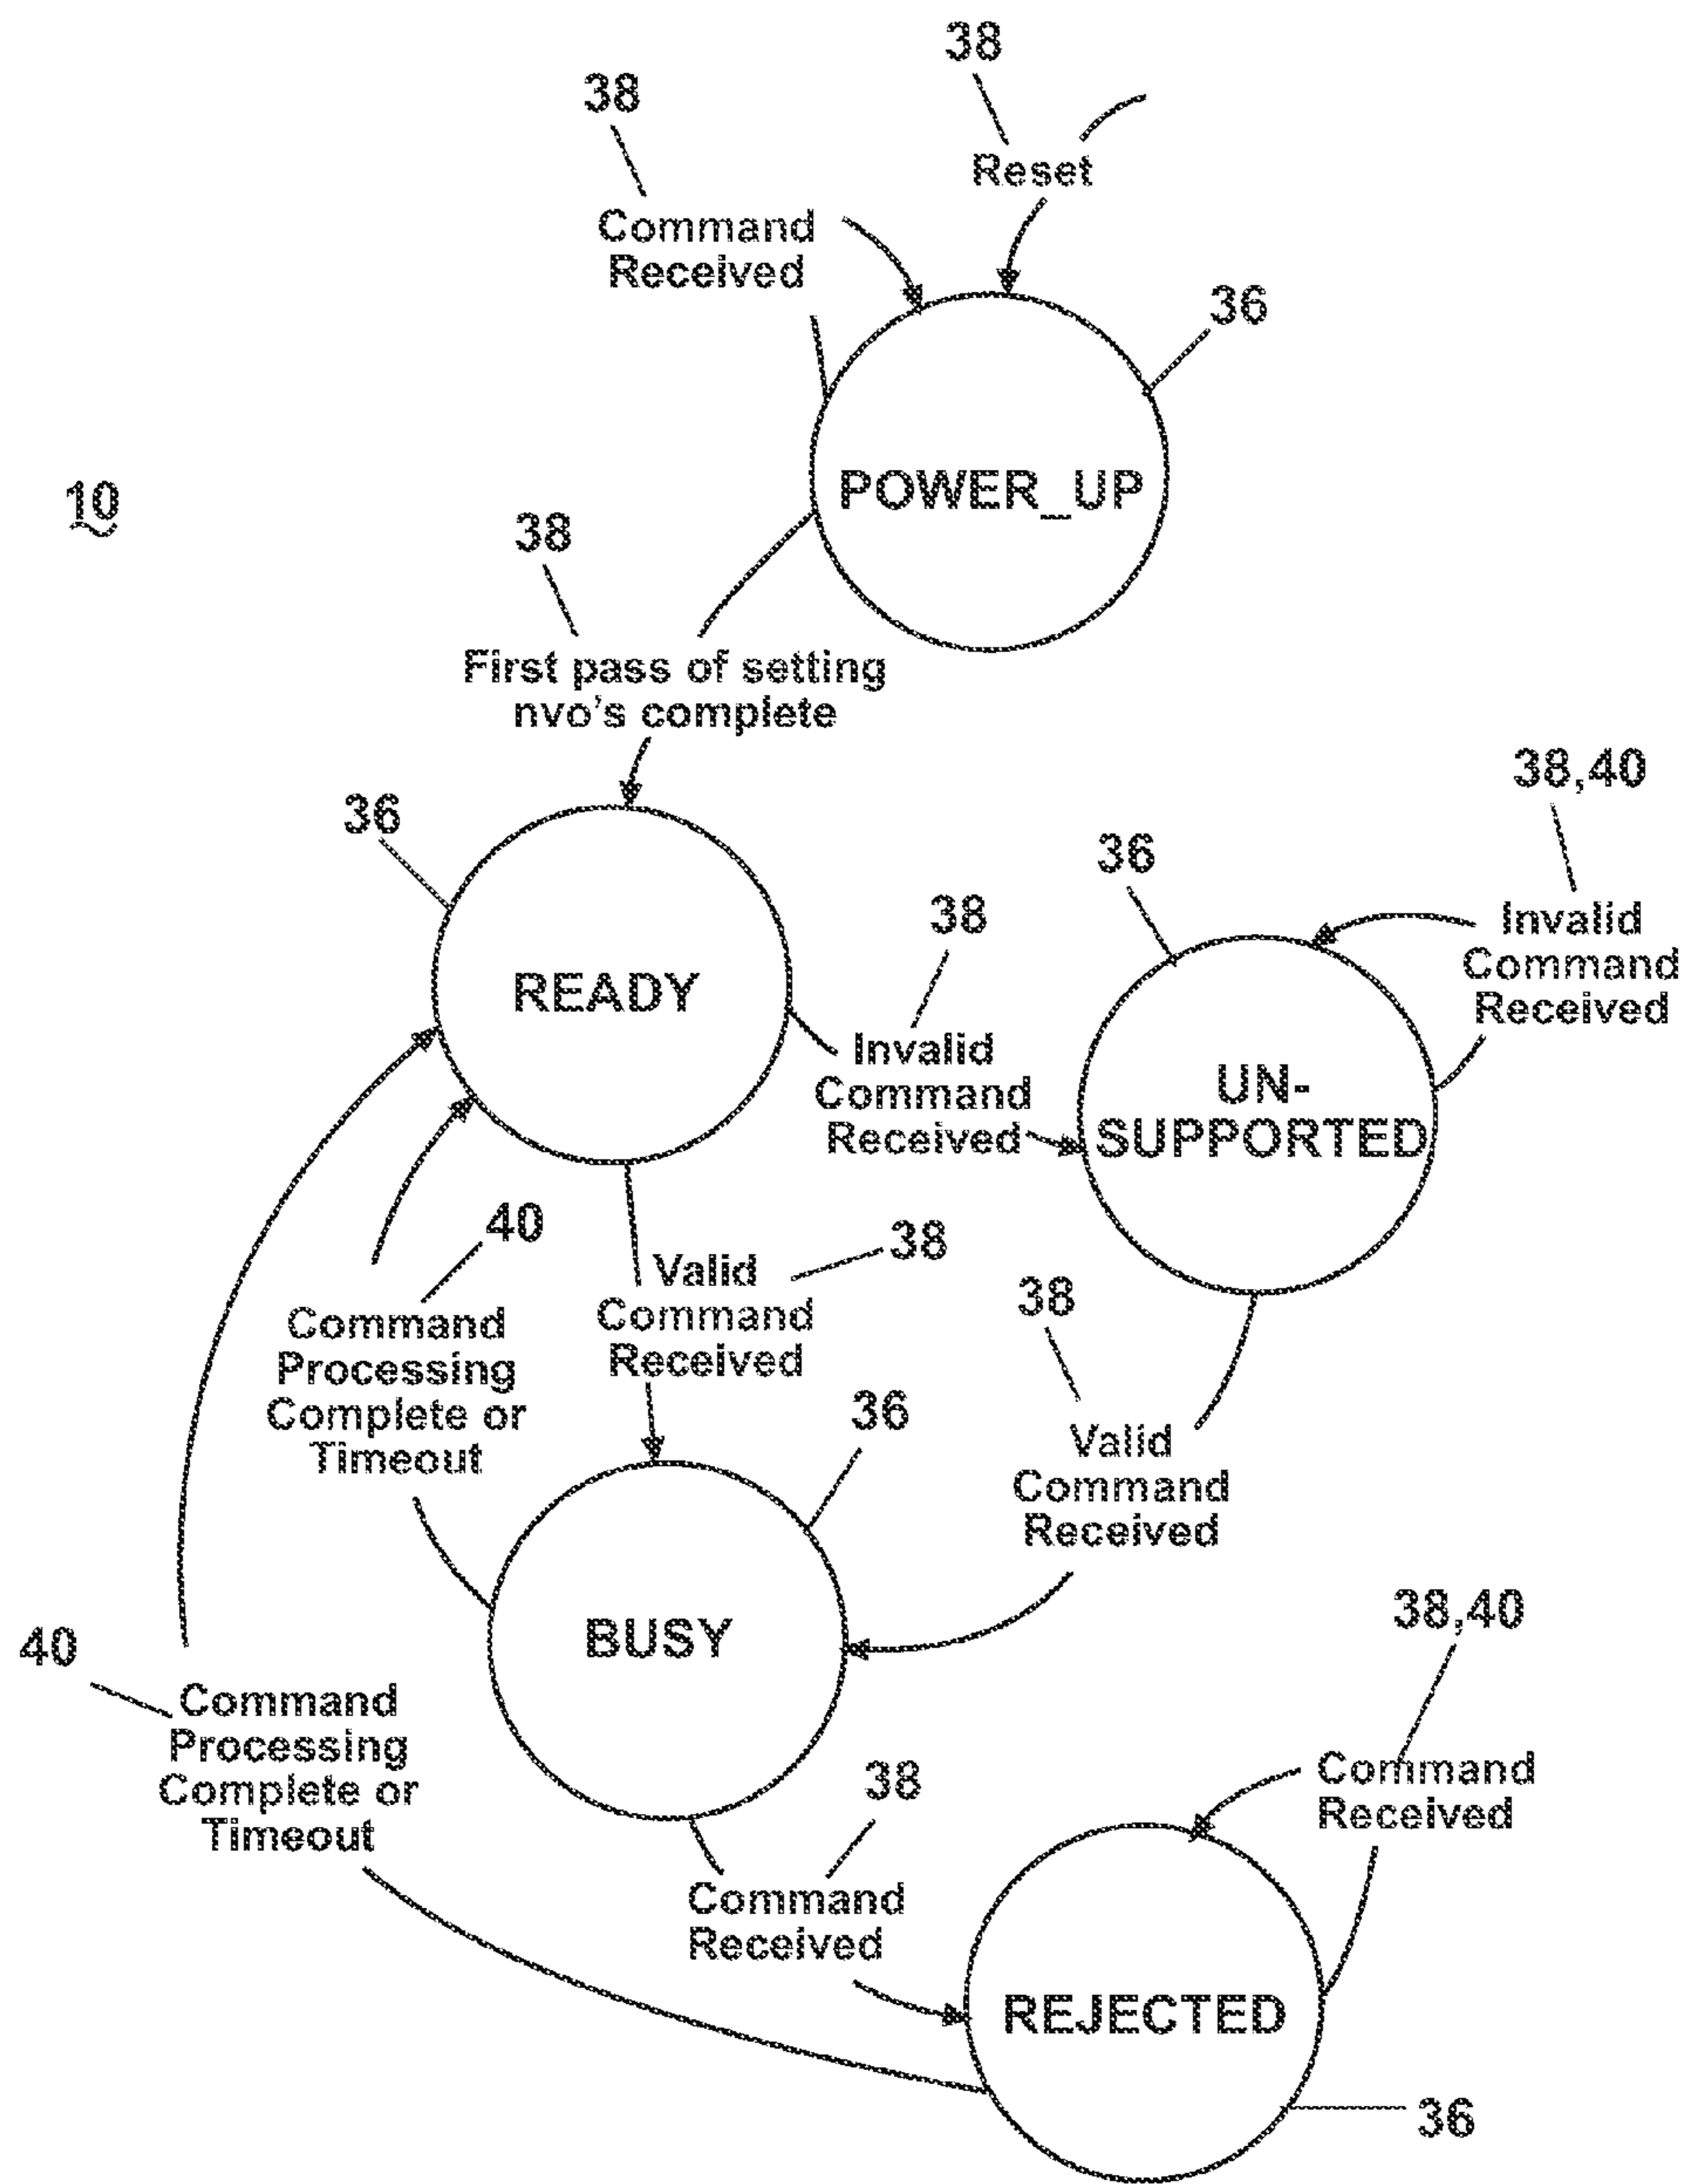 38
38
Reset
Command
Received
36
POWER_UP
10
38
First pass of setting
nvo's complete
38,40
36
36
38
Invalid
Command
Received
READY
Invalid
Command
Received
UN-
SUPPORTED
40
38
Valid
Command
Received
38
Command
Processing
Complete or
Timeout
36
Valid
Command
Received
38,40
BUSY
40
Command
Processing
Complete or
Timeout
38
Command
Received
Command
Received
REJECTED
36